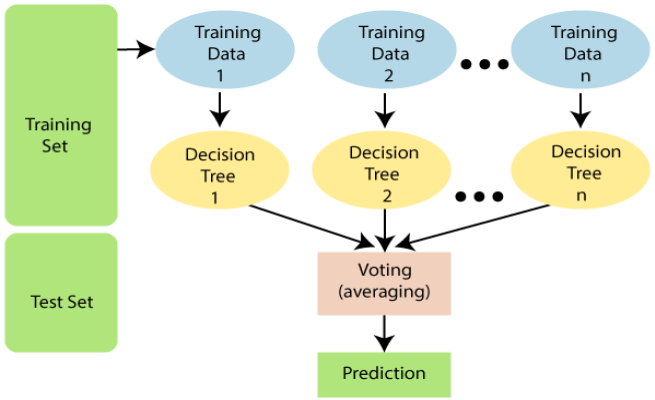 Training
Set
Training
Data
1
Training
Data
2
Training
Data
n
Decision
Tree
1
Decision
Tree
2
Decision
Tree
n
Voting
(averaging)
Test Set
Prediction